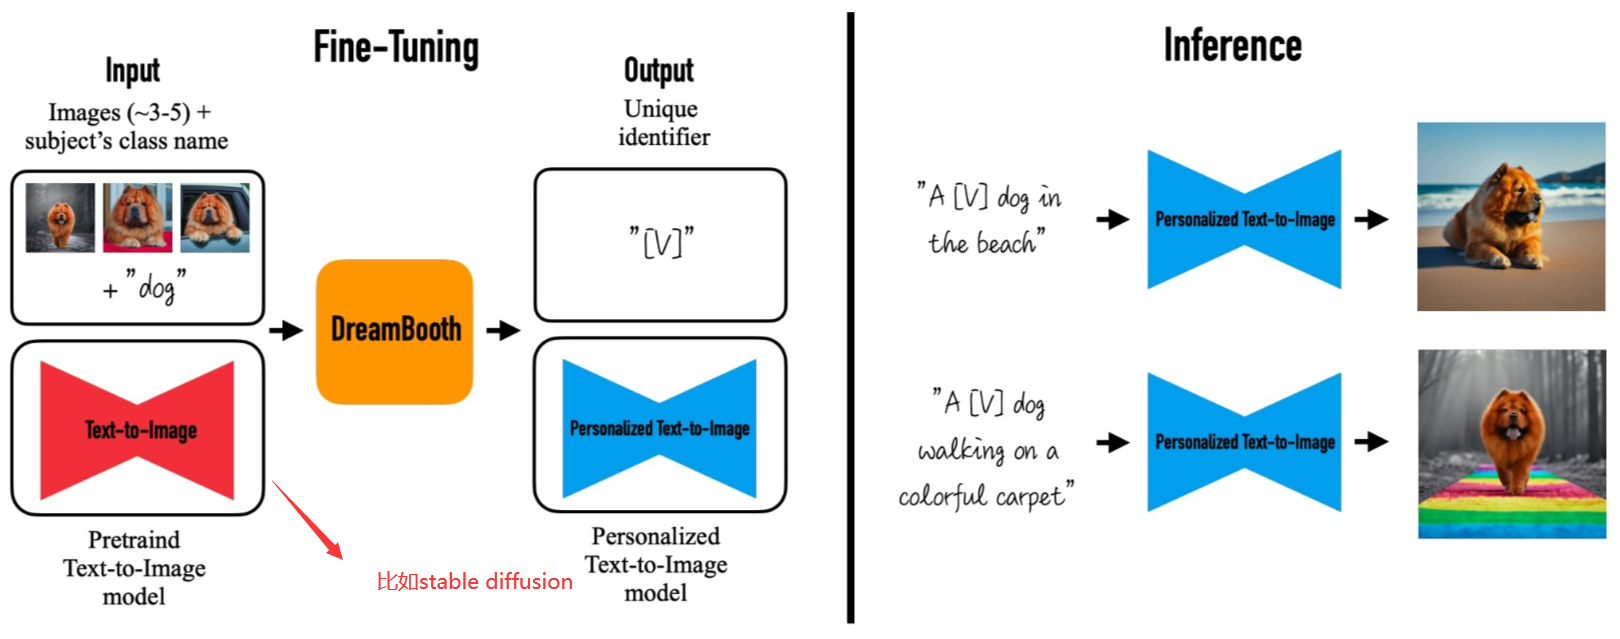 Fine-Tuning
Input
Images (~3-5) +
subject's class name
+ "dog"
Text-to-Image
Pretraind
Text-to-Image
model
DreamBooth
比如stable diffusion
Output
Unique
identifier
"[V]"
Personalized Text-to-Image
Personalized
Text-to-Image
model
Inference
"A [V] dog in
the beach"
Personalized Text-to-Image
"A [V] dog
walking on a
colorful carpet"
Personalized Text-to-Image